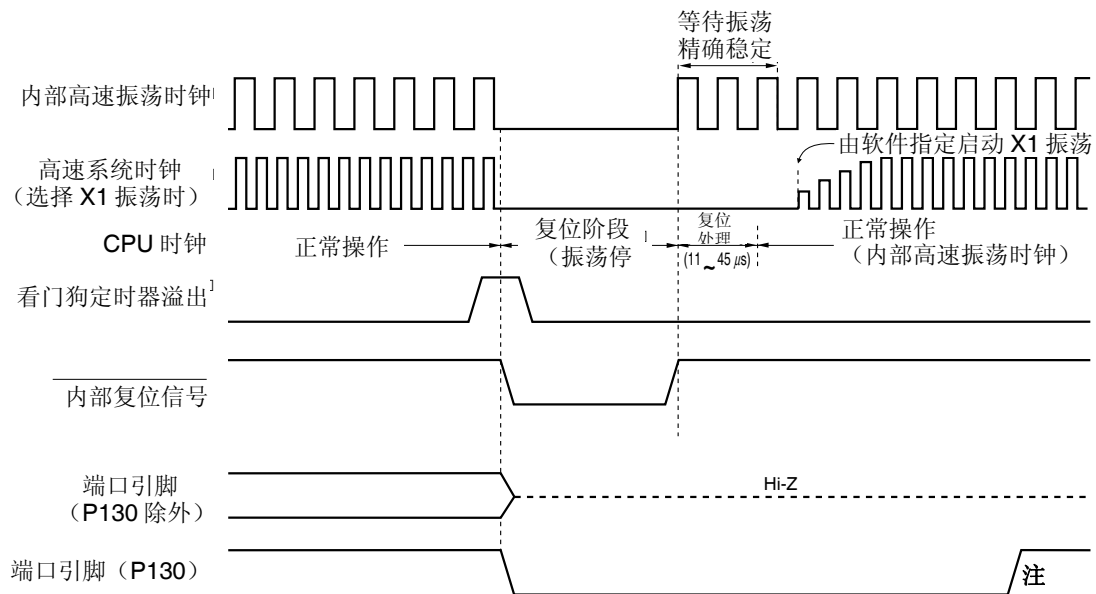 等待振荡
精确稳定
内部高速振荡时钟
由软件指定启动 X1 振荡
高速系统时钟
（选择 X1 振荡时）
CPU 时钟
正常操作
复位阶段
（振荡停
复位
处理
(11 ~ 45 μs)
正常操作
（内部高速振荡时钟）
看门狗定时器溢出
内部复位信号
端口引脚
（P130 除外）
Hi-Z
端口引脚（P130）
注